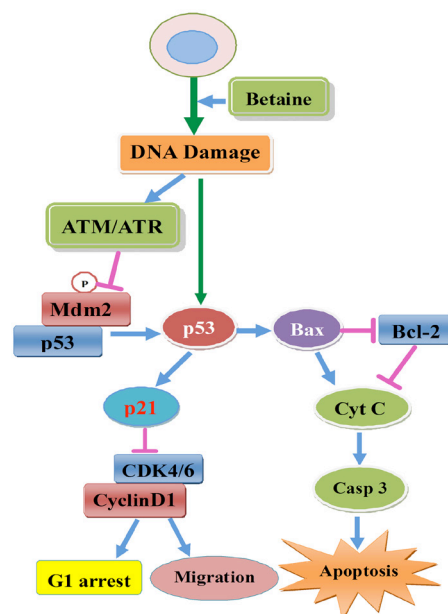 Betaine
DNA Damage
ATM/ATR
P
Mdm2
p53
p53
Bax
Bcl-2
p21
Cyt C
CDK4/6
CyclinD1
Casp 3
G1 arrest
Migration
Apoptosis